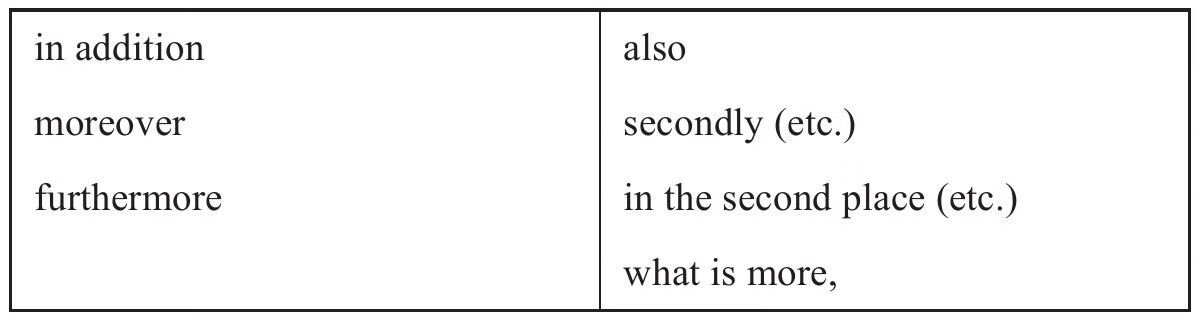 in addition
moreover
furthermore
also
secondly (etc.)
in the second place (etc.)
what is more,